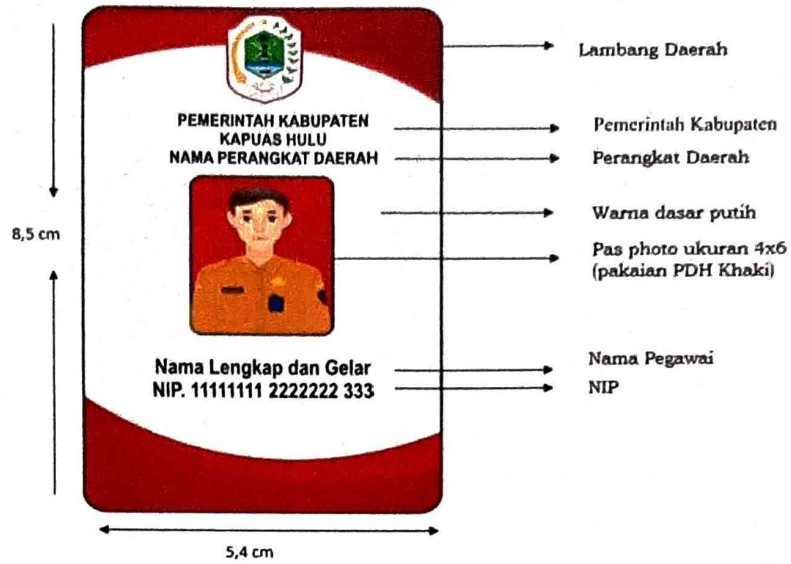 Lambang Daerah
PEMERINTAH KABUPATEN
KAPUAS HULU
NAMA PERANGKAT DAERAH
Pemerintah Kabupaten
Perangkat Daerah
Warna dasar putih
8,5 cm
Pas photo ukuran 4x6
(pakaian PDH Khaki)
Nama Lengkap dan Gelar
NIP. 11111111 2222222 333
Nama Pegawai
NIP
5,4 cm